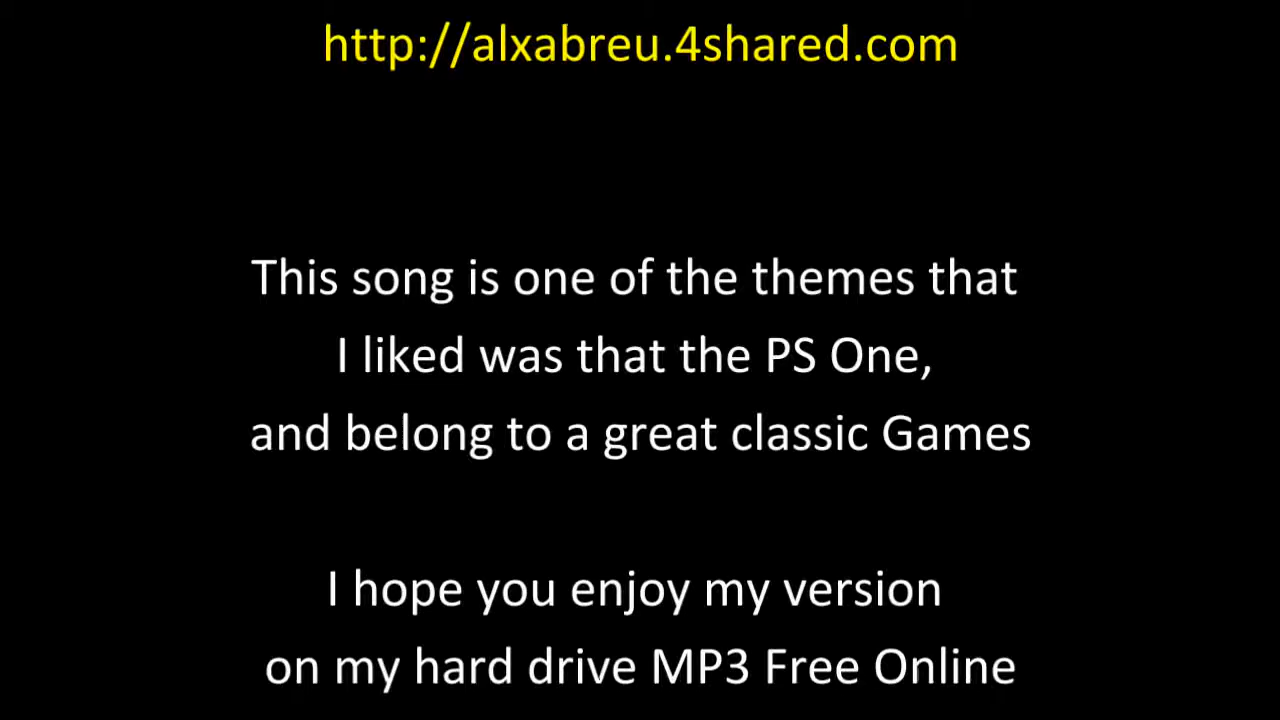 http://alxabreu.4shared.com
This song is one of the themes that
I liked was that the PS One,
and belong to a great classic Games
I hope you enjoy my version
on my hard drive MP3 Free Online